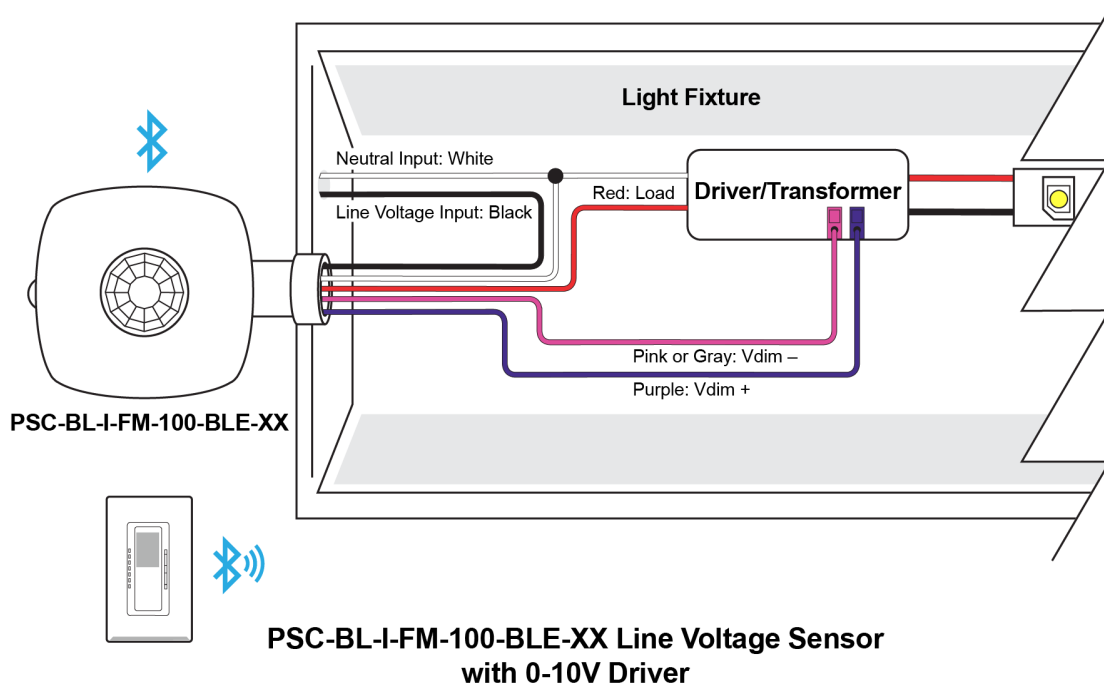 Light Fixture
Neutral Input: White
Red: Load
Driver/Transformer
Line Voltage Input: Black
Pink or Gray: Vdim –
Purple: Vdim +
PSC-BL-I-FM-100-BLE-XX
PSC-BL-I-FM-100-BLE-XX Line Voltage Sensor
with 0-10V Driver